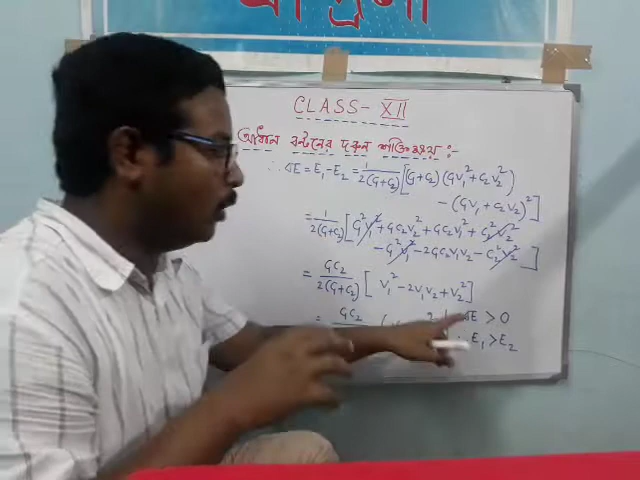 CLASS- XII
আধান বন্টনের দরুন শক্তিক্ষয় :-
∴ ΔE = E₁-E₂ = 1/2(C₁+C₂) [(C₁+C₂)(C₁V₁²+C₂V₂²)
- (C₁V₁ + C₂V₂)²]
= 1/2(C₁+C₂) [C₁²V₁²+C₁C₂V₂²+C₁C₂V₁²+C₂²V₂²
- C₁²V₁²-2C₁C₂V₁V₂-C₂²V₂²]
= C₁C₂/2(C₁+C₂) [V₁²-2V₁V₂+V₂²]
= C₁C₂ ΔE > 0
E₁>E₂